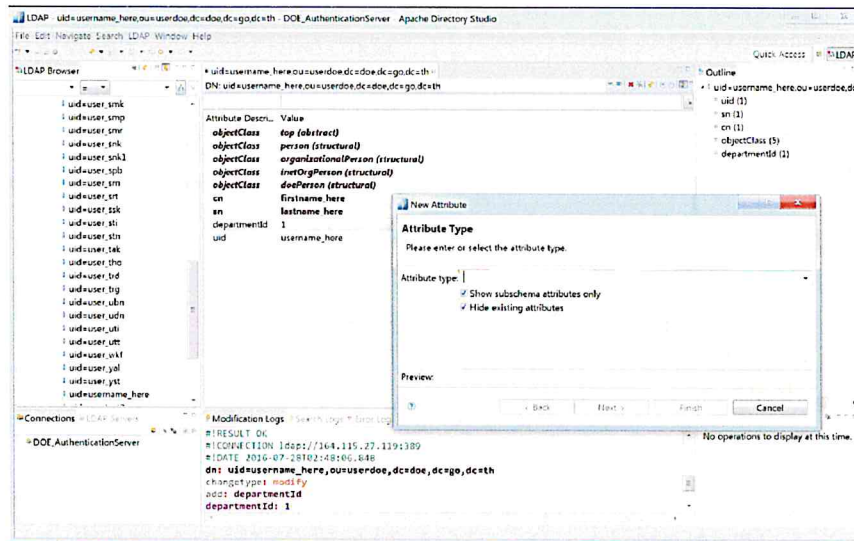 LDAP - uid=username_here,ou=userdoe,dc=doe,dc=go,dc=th - DOE_AuthenticationServer - Apache Directory Studio
File Edit Navigate Search LDAP Window Help
Quick Access
LDAP
LDAP Browser
uid=user_smk
uid=user_smp
uid=user_smr
uid=user_snk
uid=user_snk1
uid=user_spb
uid=user_srn
uid=user_srt
uid=user_ssk
uid=user_sti
uid=user_stn
uid=user_tak
uid=user_tho
uid=user_trd
uid=user_trg
uid=user_ubn
uid=user_udn
uid=user_uti
uid=user_utt
uid=user_wkf
uid=user_yal
uid=user_yst
uid=username_here
uid=username_here,ou=userdoe,dc=doe,dc=go,dc=th
DN: uid=username_here,ou=userdoe,dc=doe,dc=go,dc=th
Attribute Descri... Value
objectClass top (abstract)
objectClass person (structural)
objectClass organizationalPerson (structural)
objectClass inetOrgPerson (structural)
objectClass doePerson (structural)
cn firstname_here
sn lastname_here
departmentId 1
uid username_here
Outline
uid=username_here,ou=userdoe,dc
uid (1)
sn (1)
cn (1)
objectClass (5)
departmentId (1)
New Attribute
Attribute Type
Please enter or select the attribute type.
Attribute type:
Show subschema attributes only
Hide existing attributes
Preview:
< Back Next > Finish Cancel
Connections LDAP Servers
DOE_AuthenticationServer
Modification Logs Search Logs Error Log
#!RESULT OK
#!CONNECTION ldap://164.115.27.119:389
#!DATE 2016-07-28T02:48:06.848
dn: uid=username_here,ou=userdoe,dc=doe,dc=go,dc=th
changetype: modify
add: departmentId
departmentId: 1
No operations to display at this time.